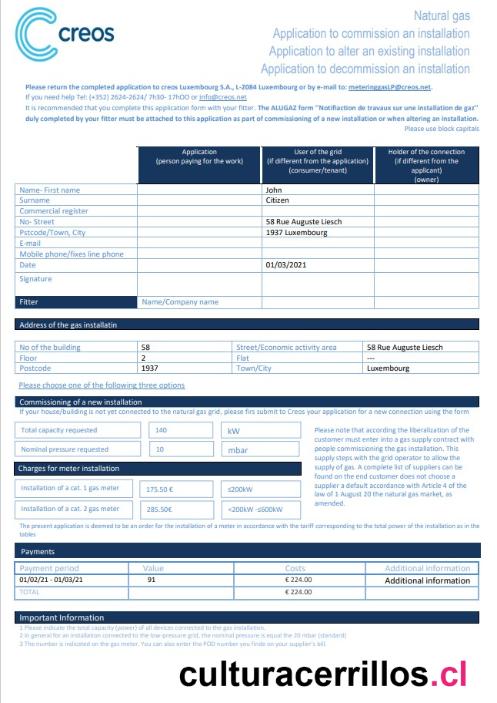 creos
Natural gas
Application to commission an installation
Application to alter an existing installation
Application to decommission an installation
Please return the completed application to creos Luxembourg S.A., L-2084 Luxembourg or by e-mail to: meteringgasLP@creos.net.
If you need help Tel: (+352) 2624-2624/ 7h30- 17hOO or info@creos.net
It is recommended that you complete this application form with your fitter. The ALUGAZ form "Notifiaction de travaux sur une installation de gaz"
duly completed by your fitter must be attached to this application as part of commissioning of a new installation or when altering an installation.
Please use block capitals
Application (person paying for the work)
User of the grid (if different from the application) (consumer/tenant)
Holder of the connection (if different from the applicant) (owner)
Name- First name John
Surname Citizen
Commercial register
No- Street 58 Rue Auguste Liesch
Pstcode/Town, City 1937 Luxembourg
E-mail
Mobile phone/fixes line phone
Date 01/03/2021
Signature
Fitter Name/Company name
Address of the gas installatin
No of the building 58 Street/Economic activity area 58 Rue Auguste Liesch
Floor 2 Flat ---
Postcode 1937 Town/City Luxembourg
Please choose one of the following three options
Commissioning of a new installation
If your house/building is not yet connected to the natural gas grid, please firs submit to Creos your application for a new connection using the form
Total capacity requested 140 kW
Nominal pressure requested 10 mbar
Charges for meter installation
Installation of a cat. 1 gas meter 175.50 € ≤200kW
Installation of a cat. 2 gas meter 285.50€ <200kW -≤600kW
Please note that according the liberalization of the
customer must enter into a gas supply contract with
people commissioning the gas installation. This
supply steps with the grid operator to allow the
supply of gas. A complete list of suppliers can be
found on the end customer does not choose a
supplier a default accordance with Article 4 of the
law of 1 August 20 the natural gas market, as
amended.
The present application is deemed to be an order for the installation of a meter in accordance with the tariff corresponding to the total power of the installation as in the
tables
Payments
Payment period Value Costs Additional information
01/02/21 - 01/03/21 91 € 224.00 Additional information
TOTAL € 224.00
Important Information
1 Please indicate the total capacity (power) of all devices connected to the gas installation.
2 In general for an installation connected to the low-pressure grid, the nominal pressure is equal the 20 mbar (standard)
3 The number is indicated on the gas meter. You can also enter the POD number you finde on your supplier's bill
culturacerrillos.cl